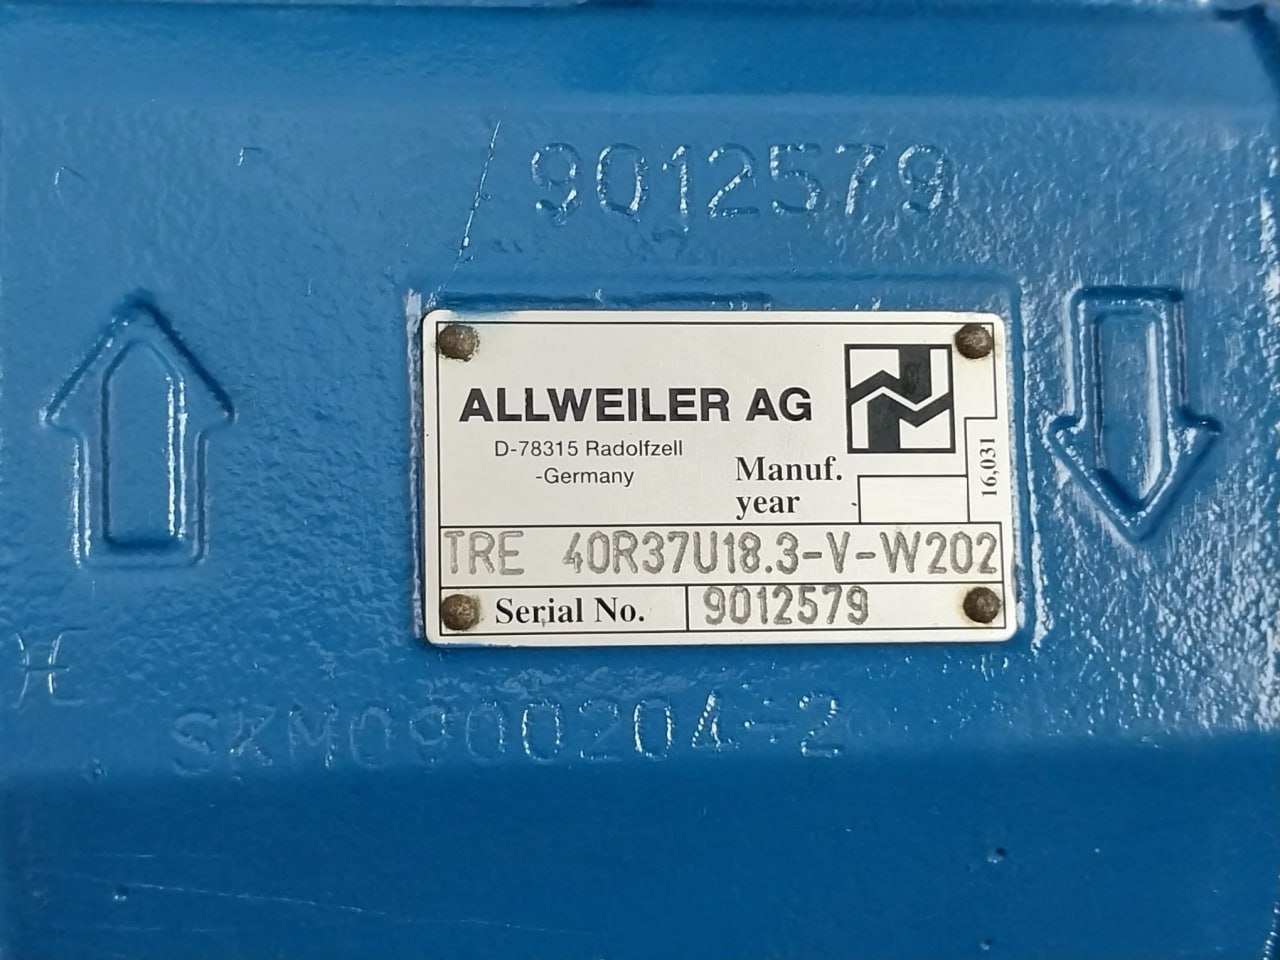 9012579
ALLWEILER AG
D-78315 Radolfzell
-Germany
Manuf.
year
16,031
TRE 40R37U18.3-V-W202
Serial No. 9012579
SKM0900204-2